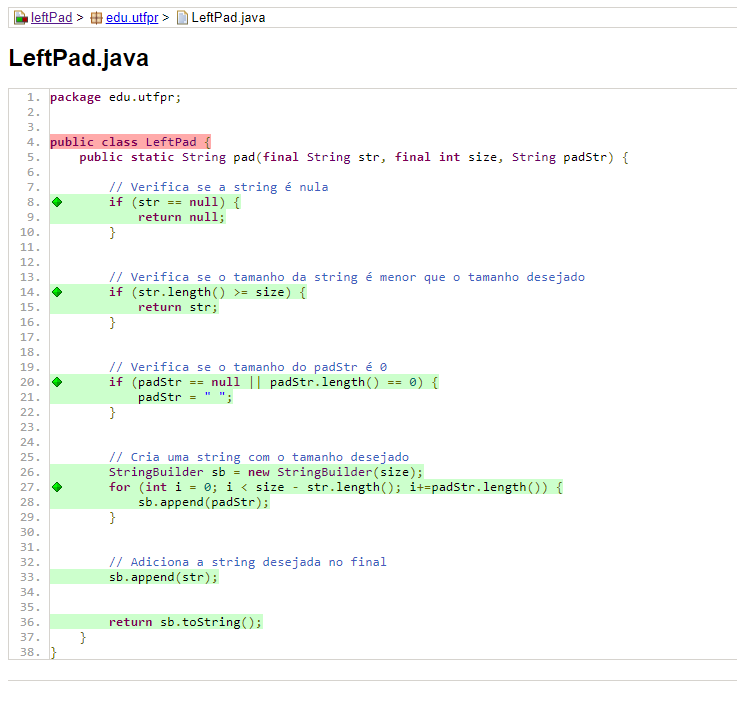 leftPad > edu.utfpr > LeftPad.java
LeftPad.java
1. package edu.utfpr;
2.
3.
4. public class LeftPad {
5.     public static String pad(final String str, final int size, String padStr) {
6.
7.         // Verifica se a string é nula
8.         if (str == null) {
9.             return null;
10.         }
11.
12.
13.         // Verifica se o tamanho da string é menor que o tamanho desejado
14.         if (str.length() >= size) {
15.             return str;
16.         }
17.
18.
19.         // Verifica se o tamanho do padStr é 0
20.         if (padStr == null || padStr.length() == 0) {
21.             padStr = " ";
22.         }
23.
24.
25.         // Cria uma string com o tamanho desejado
26.         StringBuilder sb = new StringBuilder(size);
27.         for (int i = 0; i < size - str.length(); i+=padStr.length()) {
28.             sb.append(padStr);
29.         }
30.
31.
32.         // Adiciona a string desejada no final
33.         sb.append(str);
34.
35.
36.         return sb.toString();
37.     }
38. }